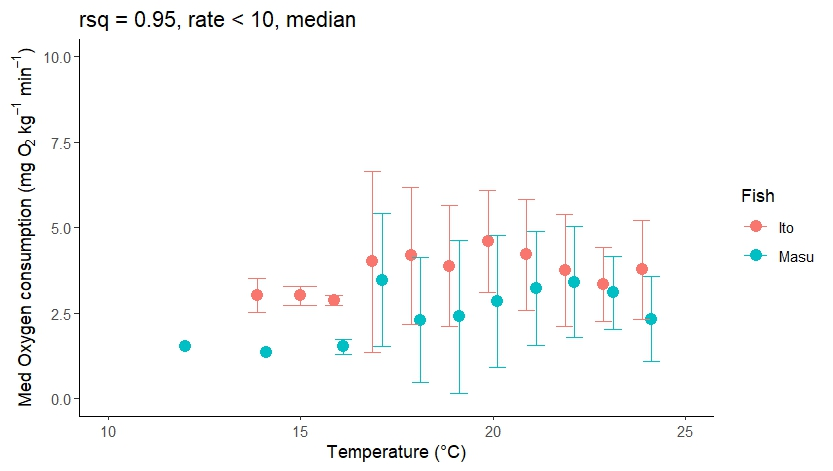 rsq = 0.95, rate < 10, median
Med Oxygen consumption (mg O₂ kg⁻¹ min⁻¹)
10.0
7.5
5.0
2.5
0.0
10
15
20
25
Temperature (°C)
Fish
Ito
Masu